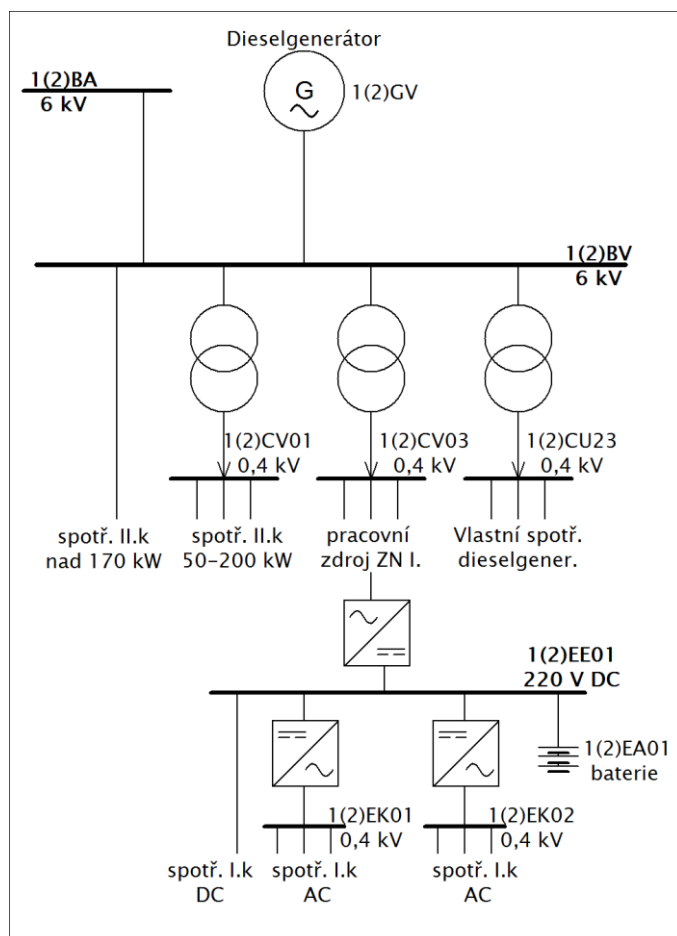 Dieselgenerátor
1(2)BA
6 kV
G
1(2)GV
1(2)BV
6 kV
1(2)CV01
0,4 kV
1(2)CV03
0,4 kV
1(2)CU23
0,4 kV
spotř. II.k
nad 170 kW
spotř. II.k
50-200 kW
pracovní
zdroj ZN I.
Vlastní spotř.
dieselgener.
1(2)EE01
220 V DC
1(2)EA01
baterie
1(2)EK01
0,4 kV
1(2)EK02
0,4 kV
spotř. I.k
DC
spotř. I.k
AC
spotř. I.k
AC